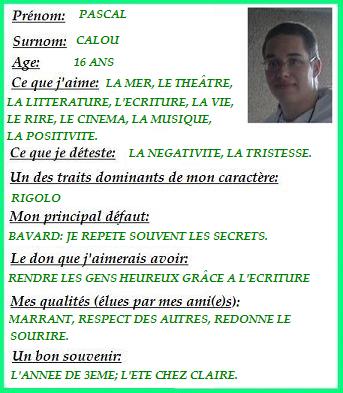 Prénom: PASCAL
Surnom: CALOU
Age: 16 ANS
Ce que j'aime: LA MER, LE THEÂTRE,
LA LITTERATURE, L'ECRITURE, LA VIE,
LE RIRE, LE CINEMA, LA MUSIQUE,
LA POSITIVITE.
Ce que je déteste: LA NEGATIVITE, LA TRISTESSE.
Un des traits dominants de mon caractère:
RIGOLO
Mon principal défaut:
BAVARD: JE REPETE SOUVENT LES SECRETS.
Le don que j'aimerais avoir:
RENDRE LES GENS HEUREUX GRÂCE A L'ECRITURE
Mes qualités (élues par mes ami(e)s):
MARRANT, RESPECT DES AUTRES, REDONNE LE
SOURIRE.
Un bon souvenir:
L'ANNEE DE 3EME; L'ETE CHEZ CLAIRE.